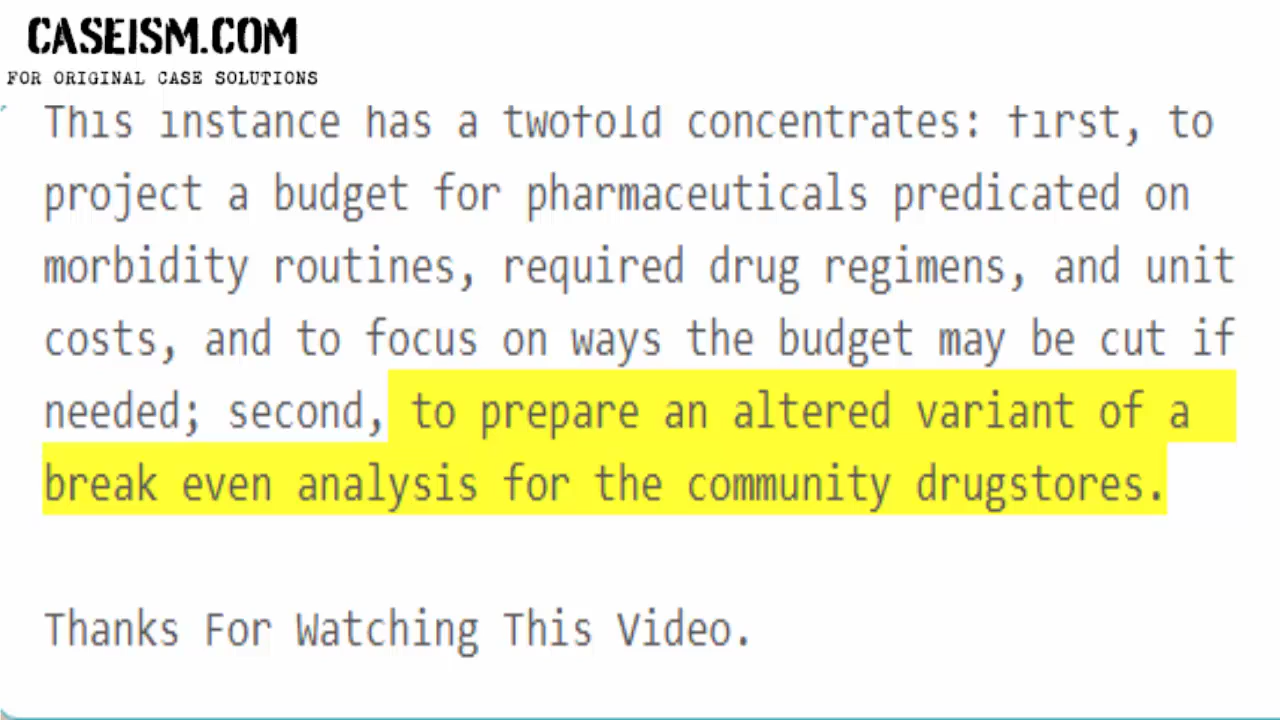 CASEISM.COM
FOR ORIGINAL CASE SOLUTIONS
This instance has a twofold concentrates: first, to
project a budget for pharmaceuticals predicated on
morbidity routines, required drug regimens, and unit
costs, and to focus on ways the budget may be cut if
needed; second, to prepare an altered variant of a
break even analysis for the community drugstores.
Thanks For Watching This Video.